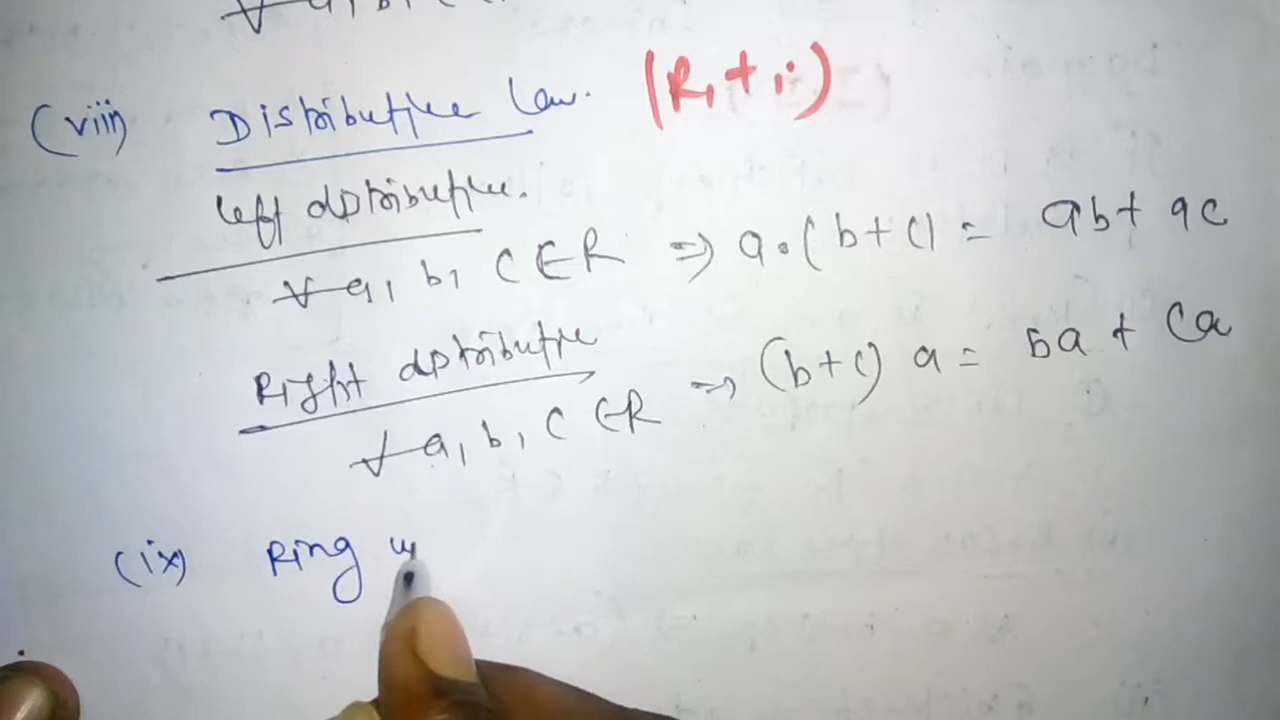 ∀ a, b, c
(viii) Distributive law. (R, + , ·)
left distributive.
∀ a, b, c ∈ R ⇒ a·(b+c) = ab + ac
Right distributive
∀ a, b, c ∈ R ⇒ (b+c) a = ba + ca
(ix) Ring w